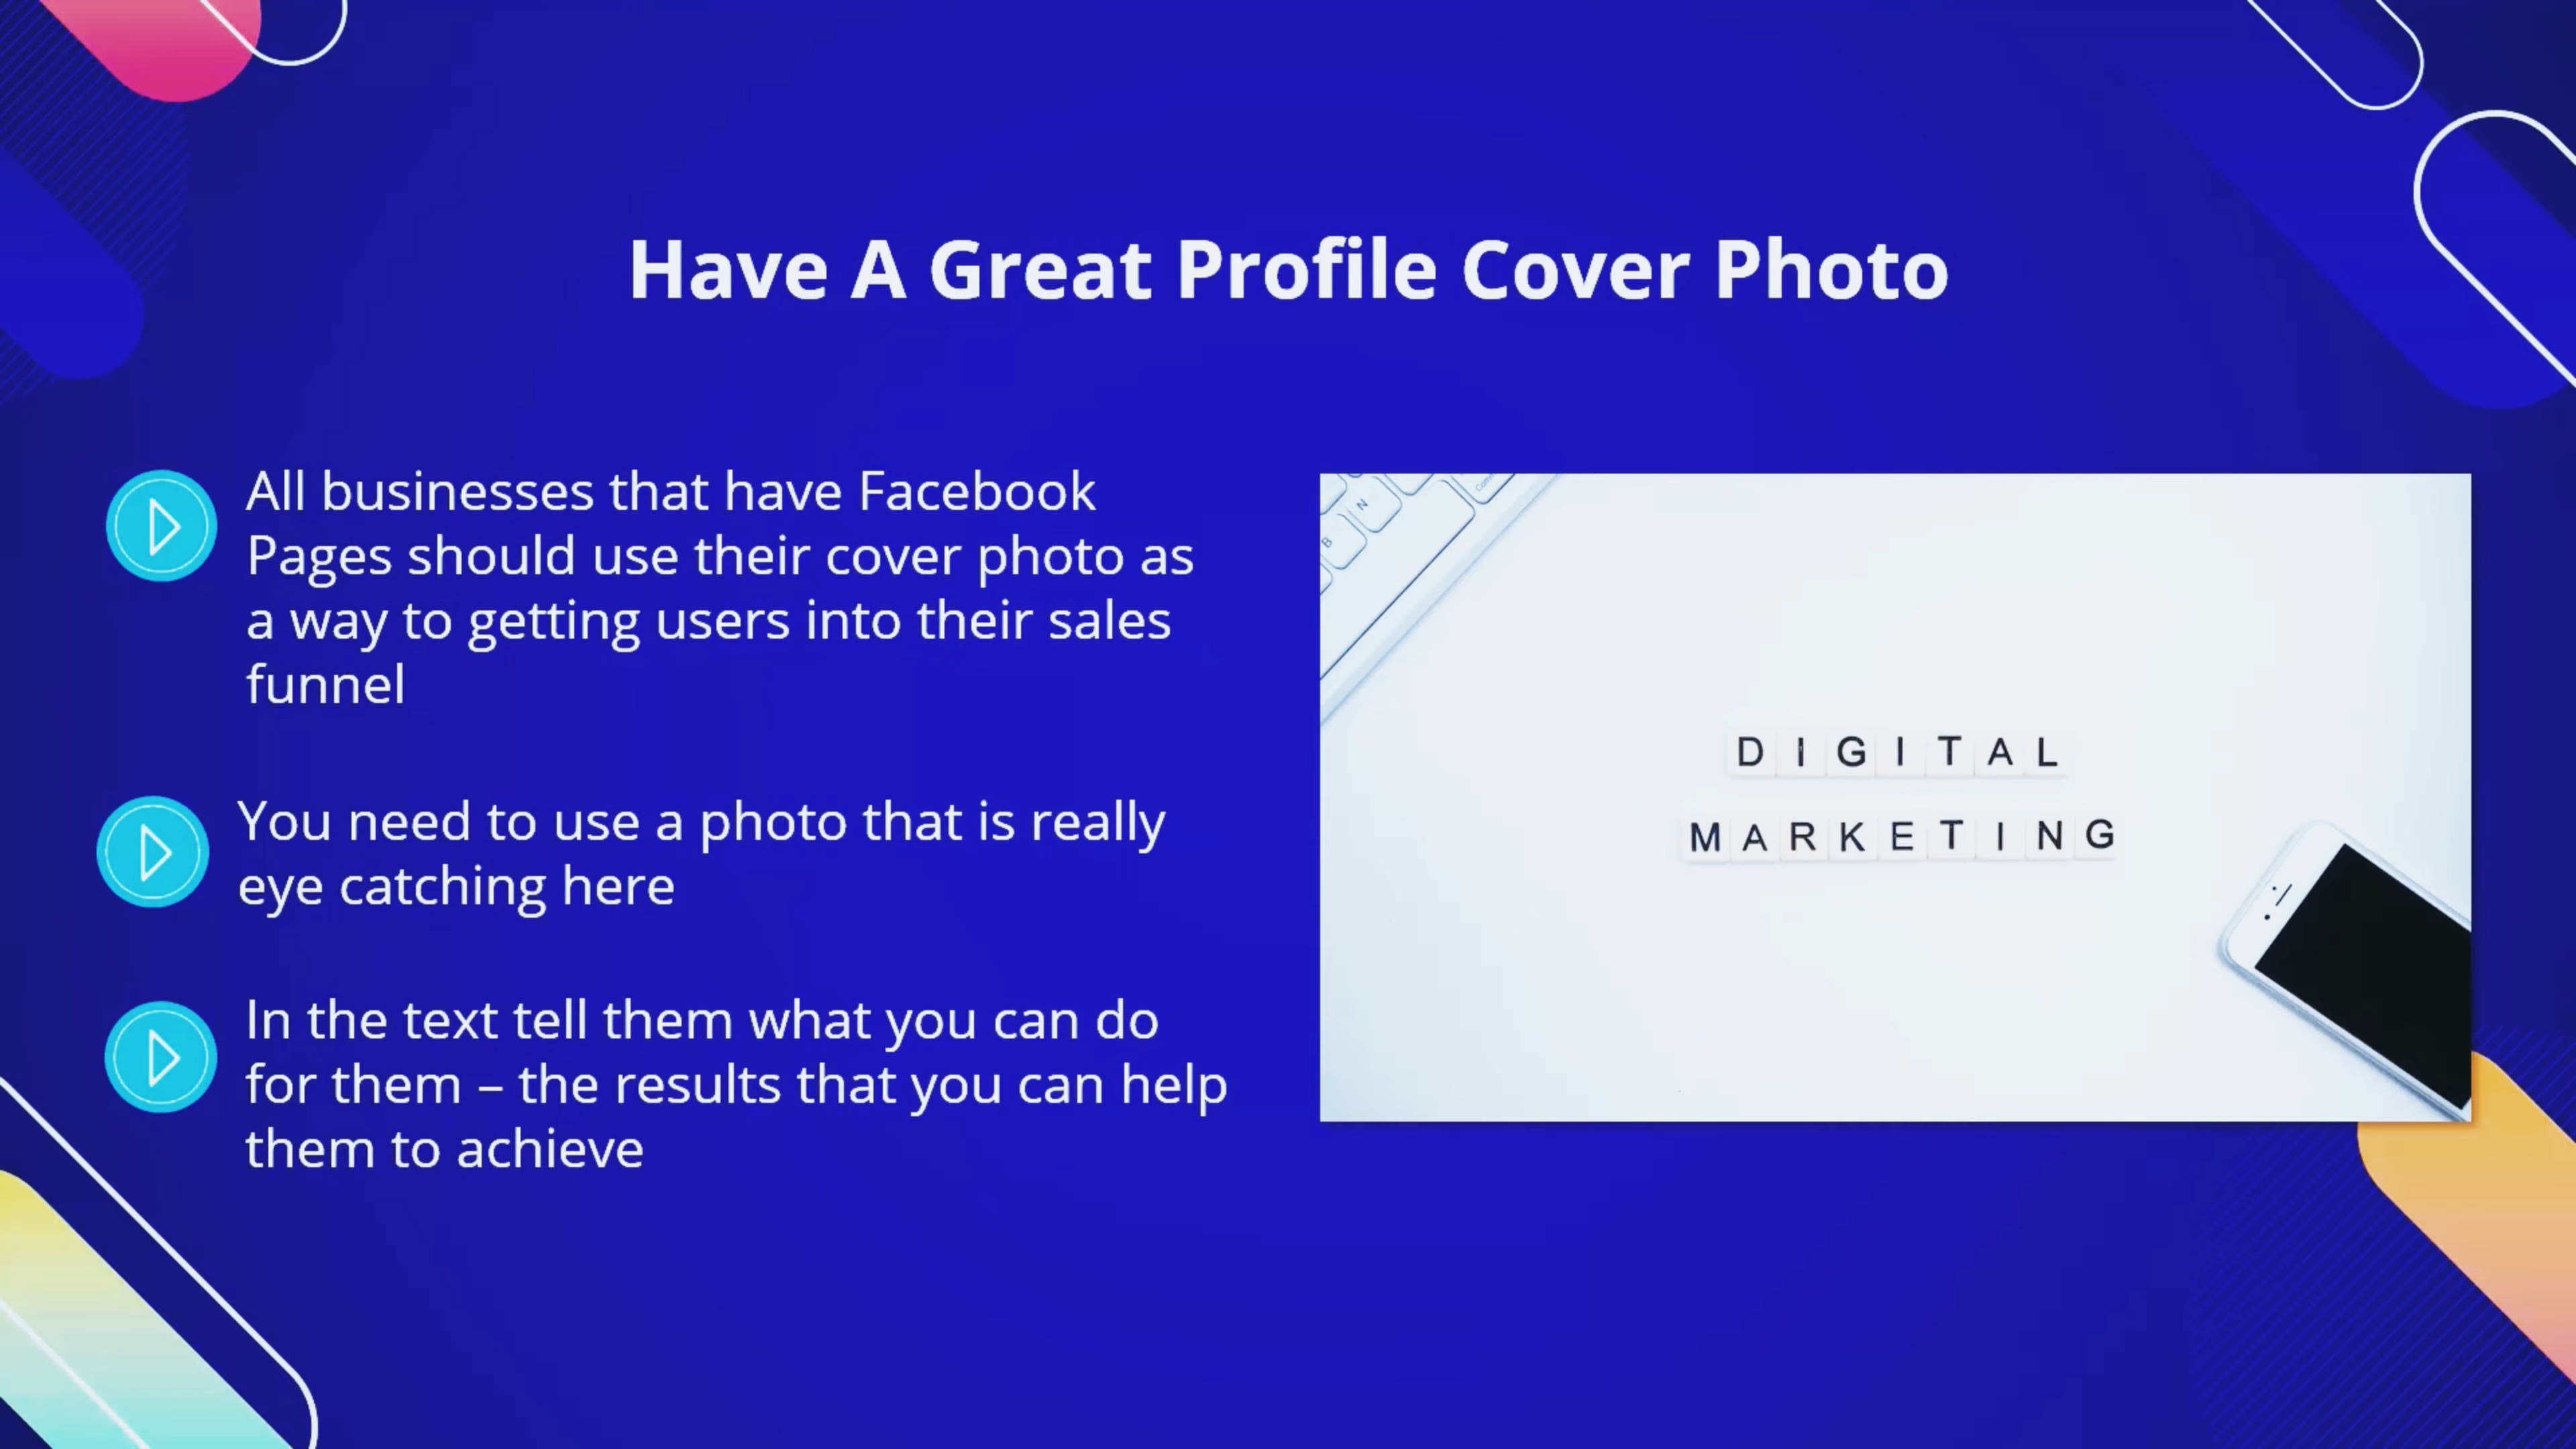 Have A Great Profile Cover Photo
All businesses that have Facebook
Pages should use their cover photo as
a way to getting users into their sales
funnel
You need to use a photo that is really
eye catching here
In the text tell them what you can do
for them – the results that you can help
them to achieve
N
B
DIGITAL
MARKETING